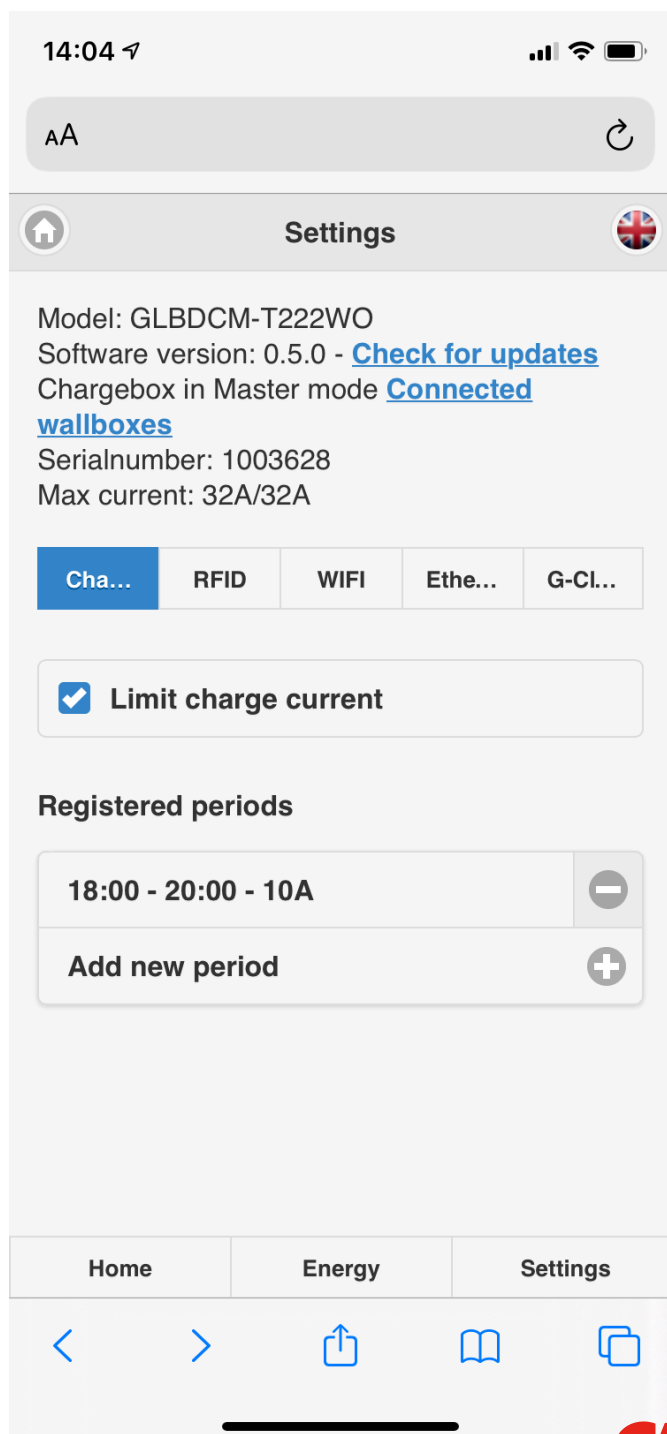 14:04
AA
Settings
Model: GLBDCM-T222WO
Software version: 0.5.0 - Check for updates
Chargebox in Master mode Connected
wallboxes
Serialnumber: 1003628
Max current: 32A/32A
Cha... RFID WIFI Ethe... G-Cl...
Limit charge current
Registered periods
18:00 - 20:00 - 10A
Add new period
Home Energy Settings